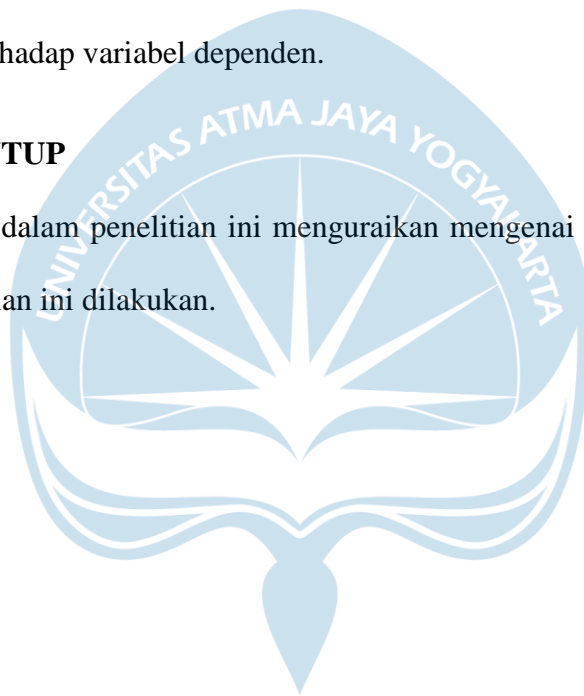 hadap variabel dependen.
TUP
UNIVERSITAS ATMA JAYA YOGYAKARTA
dalam penelitian ini menguraikan mengenai
an ini dilakukan.